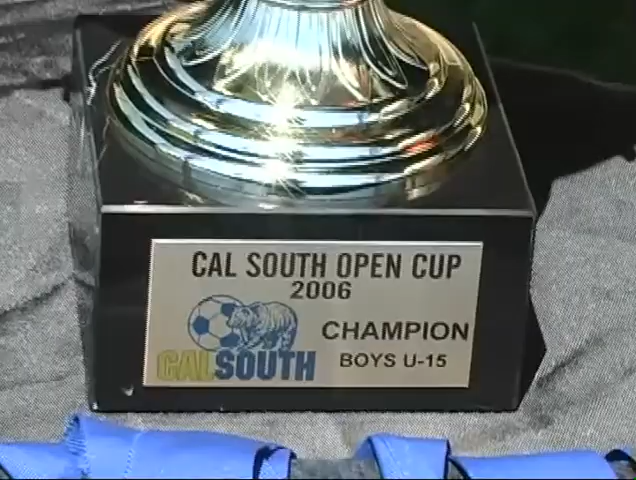 CAL SOUTH OPEN CUP
2006
CHAMPION
BOYS U-15
CALSOUTH